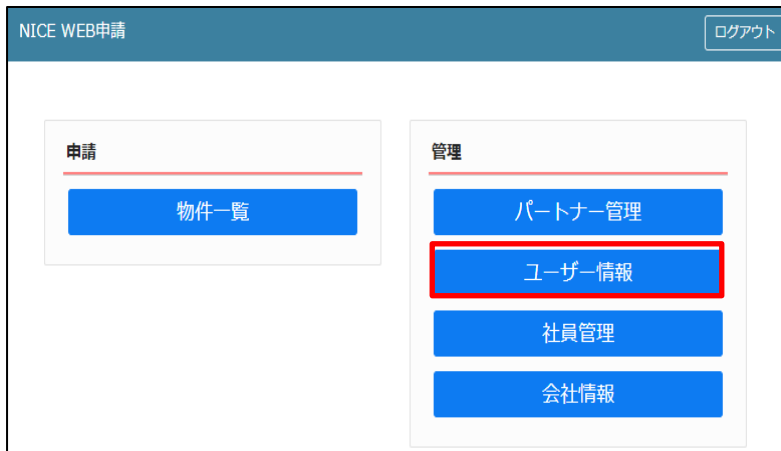 NICE WEB申請
ログアウト
申請
物件一覧
管理
パートナー管理
ユーザー情報
社員管理
会社情報